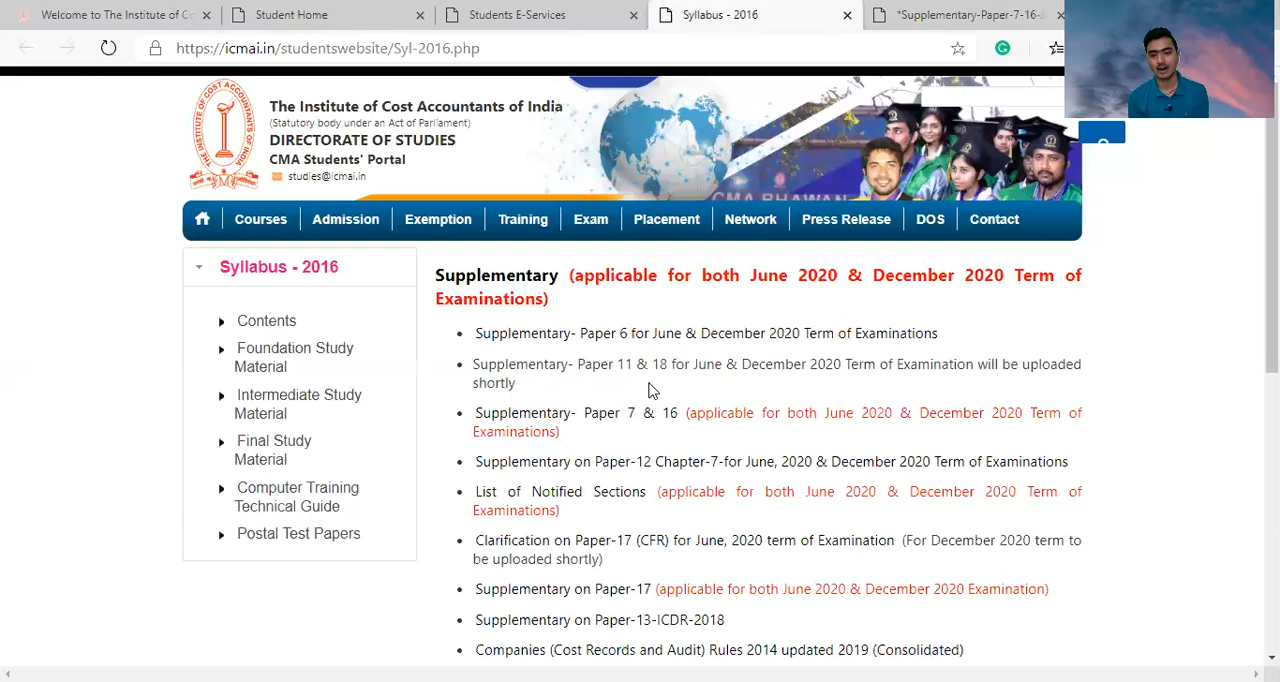 Welcome to The Institute of Co
Student Home
Students E-Services
Syllabus - 2016
*Supplementary-Paper-7-16-
https://icmai.in/studentswebsite/Syl-2016.php
The Institute of Cost Accountants of India
(Statutory body under an Act of Parliament)
DIRECTORATE OF STUDIES
CMA Students' Portal
studies@icmai.in
THE INSTITUTE OF COST ACCOUNTANTS OF INDIA
CMA BHAWAN
Courses
Admission
Exemption
Training
Exam
Placement
Network
Press Release
DOS
Contact
Syllabus - 2016
Contents
Foundation Study
Material
Intermediate Study
Material
Final Study
Material
Computer Training
Technical Guide
Postal Test Papers
Supplementary (applicable for both June 2020 & December 2020 Term of
Examinations)
• Supplementary- Paper 6 for June & December 2020 Term of Examinations
• Supplementary- Paper 11 & 18 for June & December 2020 Term of Examination will be uploaded
shortly
• Supplementary- Paper 7 & 16 (applicable for both June 2020 & December 2020 Term of
Examinations)
• Supplementary on Paper-12 Chapter-7-for June, 2020 & December 2020 Term of Examinations
• List of Notified Sections (applicable for both June 2020 & December 2020 Term of
Examinations)
• Clarification on Paper-17 (CFR) for June, 2020 term of Examination (For December 2020 term to
be uploaded shortly)
• Supplementary on Paper-17 (applicable for both June 2020 & December 2020 Examination)
• Supplementary on Paper-13-ICDR-2018
• Companies (Cost Records and Audit) Rules 2014 updated 2019 (Consolidated)